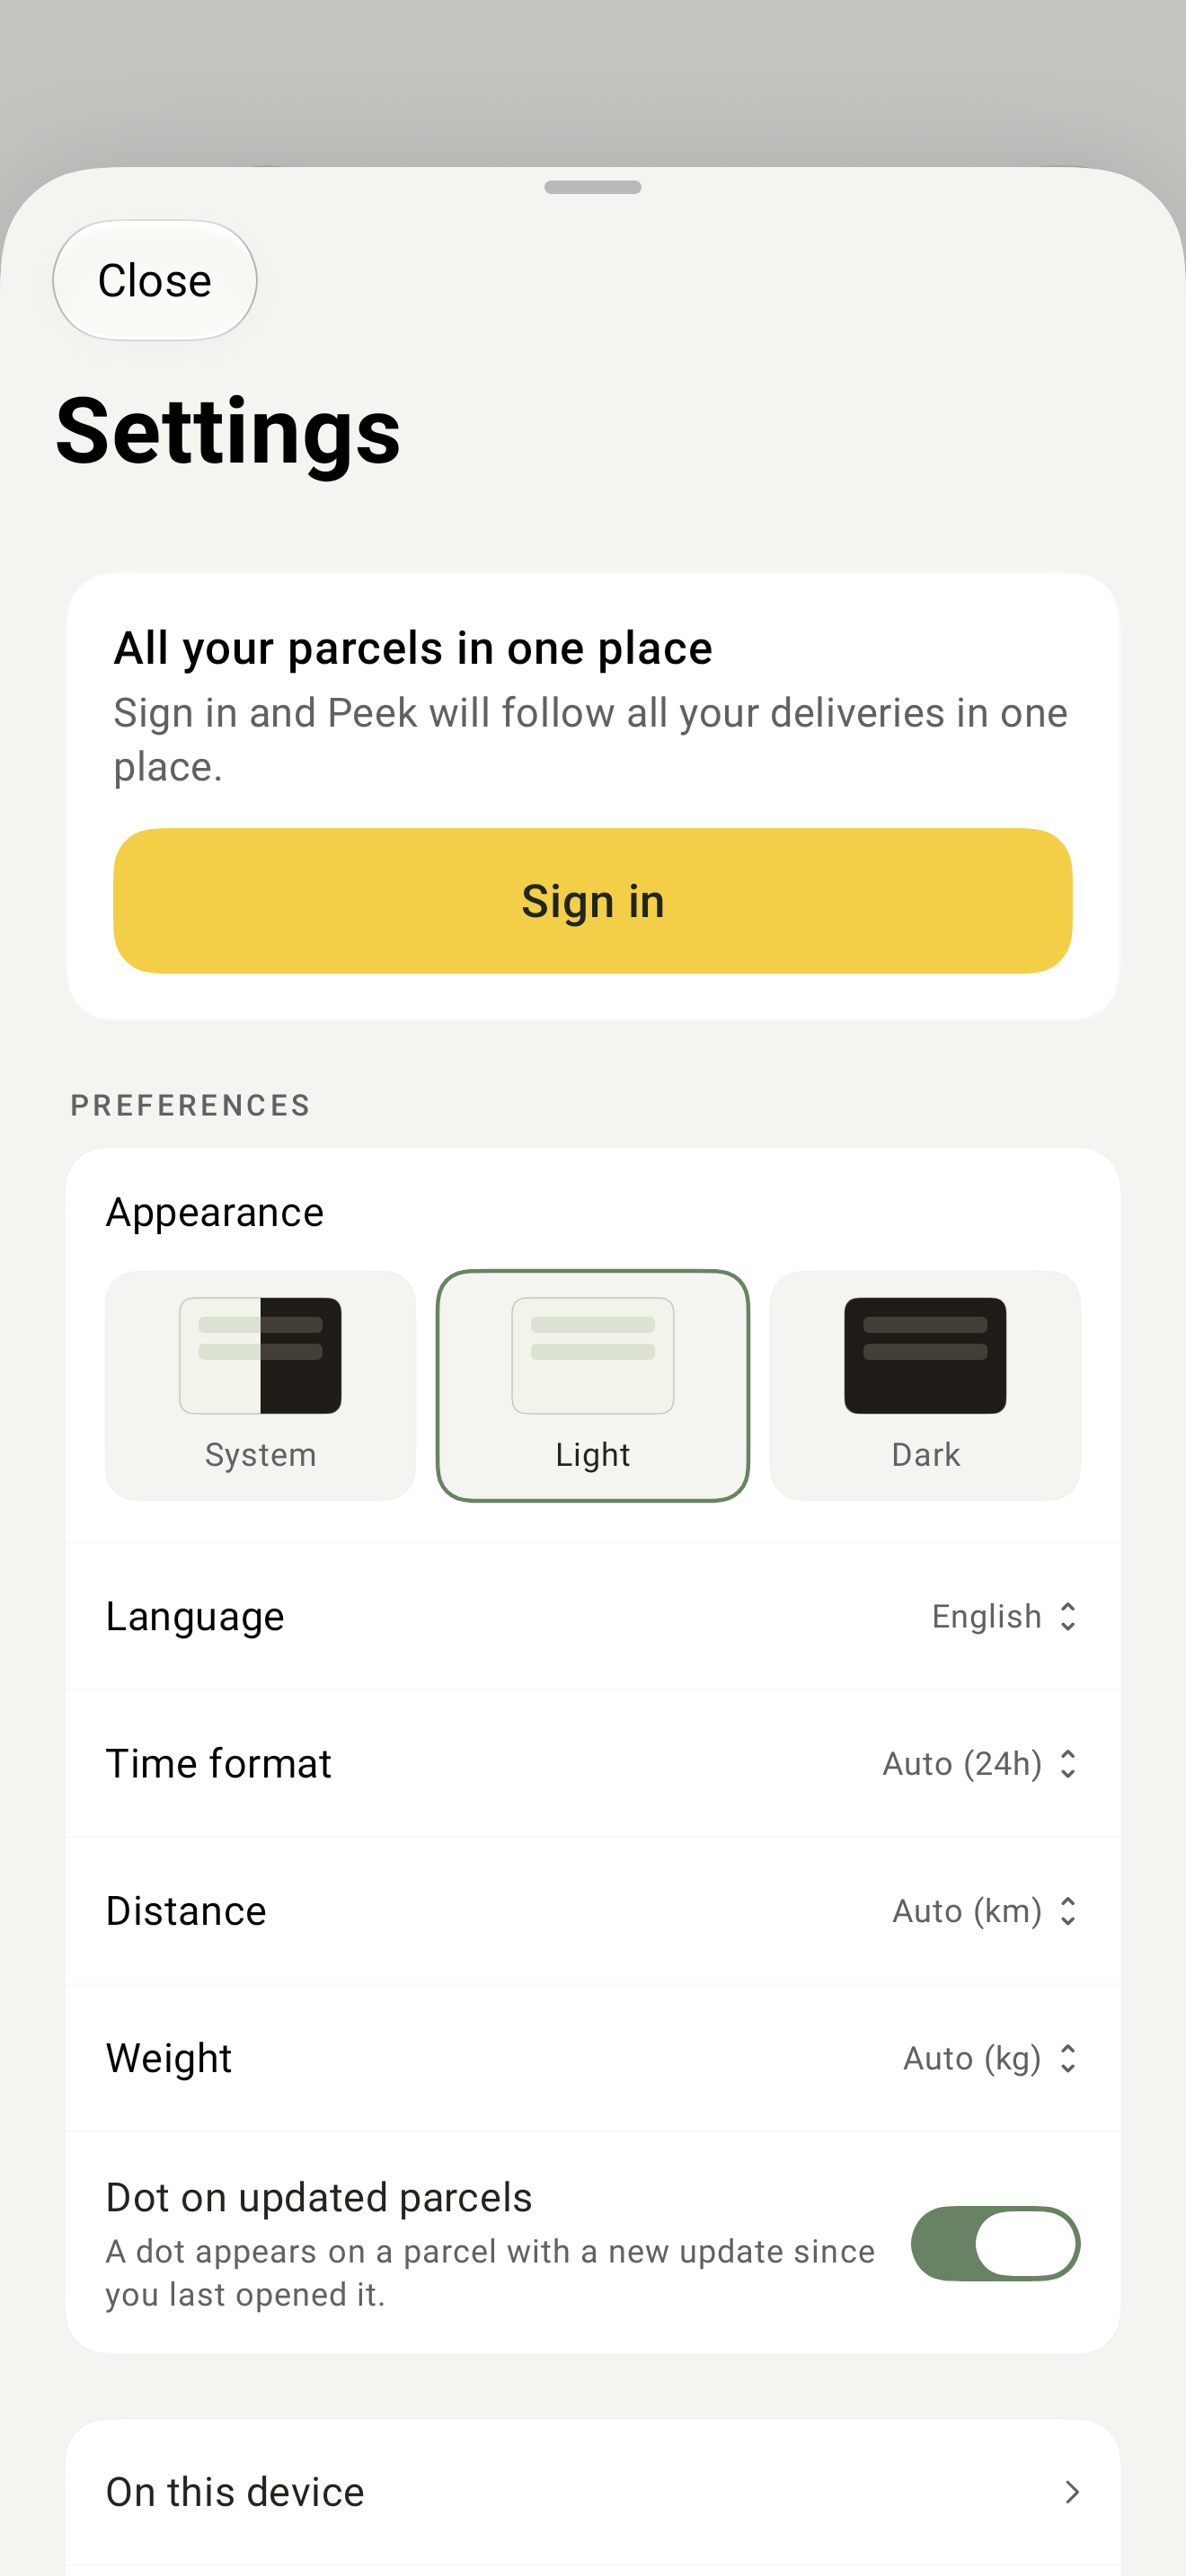 Close
Settings
All your parcels in one place
Sign in and Peek will follow all your deliveries in one
place.
Sign in
PREFERENCES
Appearance
System
Light
Dark
Language
English
Time format
Auto (24h)
Distance
Auto (km)
Weight
Auto (kg)
Dot on updated parcels
A dot appears on a parcel with a new update since
you last opened it.
On this device